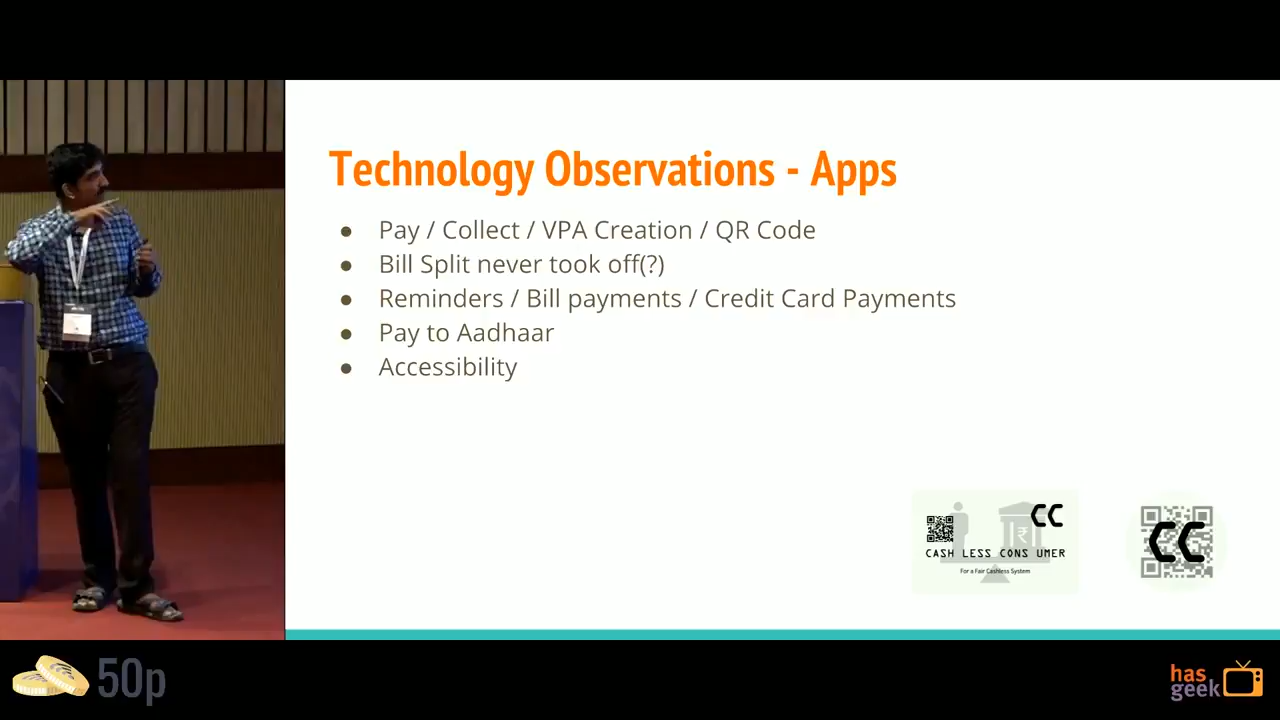 Technology Observations - Apps
● Pay / Collect / VPA Creation / QR Code
● Bill Split never took off(?)
● Reminders / Bill payments / Credit Card Payments
● Pay to Aadhaar
● Accessibility
CC
CASH LESS CONS UMER
For a Fair Cashless System
CC
50p
has
geek